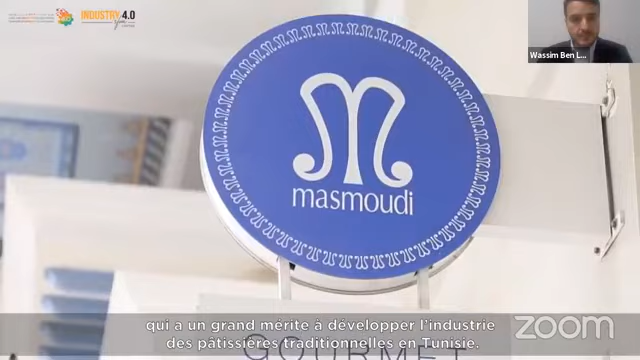 INDUSTRY 4.0
Wassim Ben L...
masmoudi
qui a un grand mérite à développer l'industrie
des pâtissières traditionnelles en Tunisie.
GOURMET
zoom